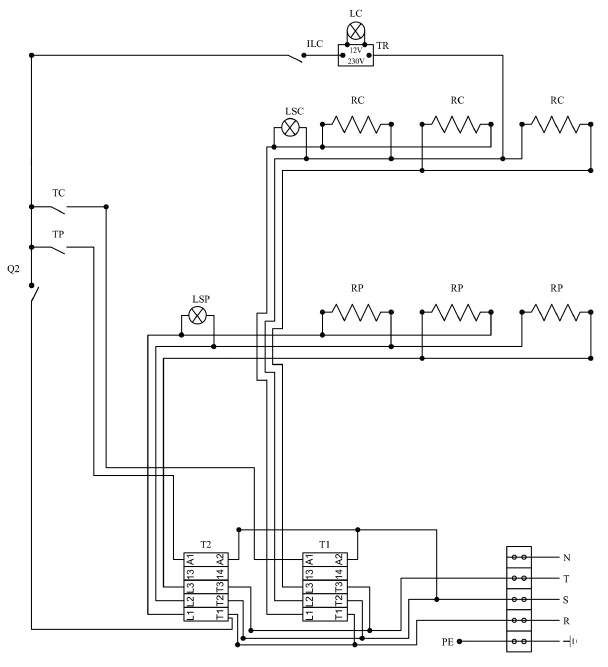 LC
ILC
TR
12V
230V
LSC
RC
RC
RC
TC
TP
Q2
LSP
RP
RP
RP
T2
T1
A1
A2
A1
A2
13
14
13
14
L3
T3
L3
T3
L2
T2
L2
T2
L1
T1
L1
T1
N
T
S
R
PE